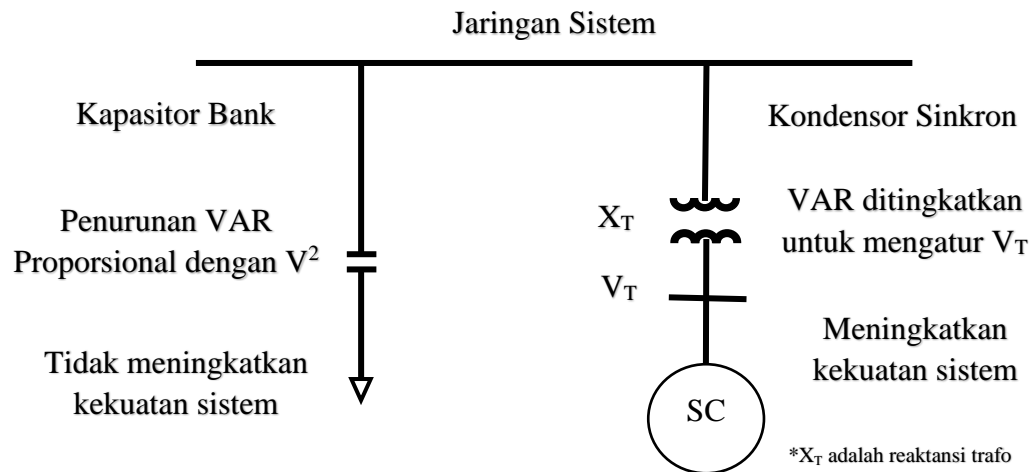 Jaringan Sistem
Kapasitor Bank
Penurunan VAR
Proporsional dengan V²
Tidak meningkatkan
kekuatan sistem
Kondensor Sinkron
X_T
VAR ditingkatkan
untuk mengatur V_T
V_T
Meningkatkan
kekuatan sistem
SC
*X_T adalah reaktansi trafo